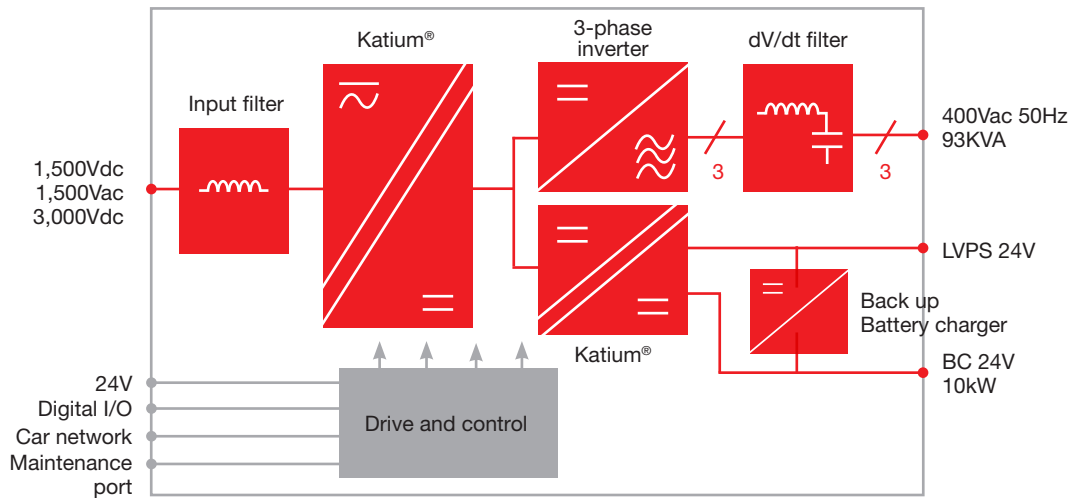 Input filter
Katium®
3-phase
inverter
dV/dt filter
1,500Vdc
1,500Vac
3,000Vdc
3
3
400Vac 50Hz
93KVA
LVPS 24V
Back up
Battery charger
Katium®
BC 24V
10kW
24V
Digital I/O
Car network
Maintenance
port
Drive and control